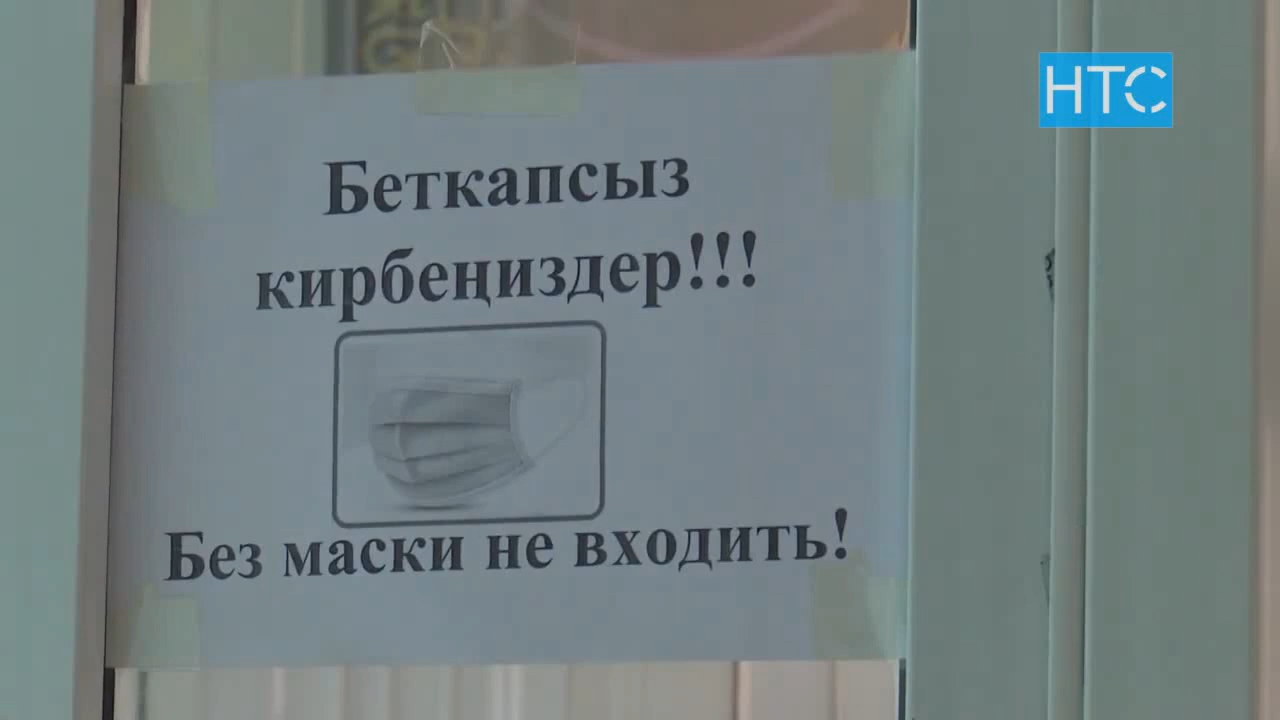 НТС
Беткапсыз
кирбеңиздер!!!
Без маски не входить!